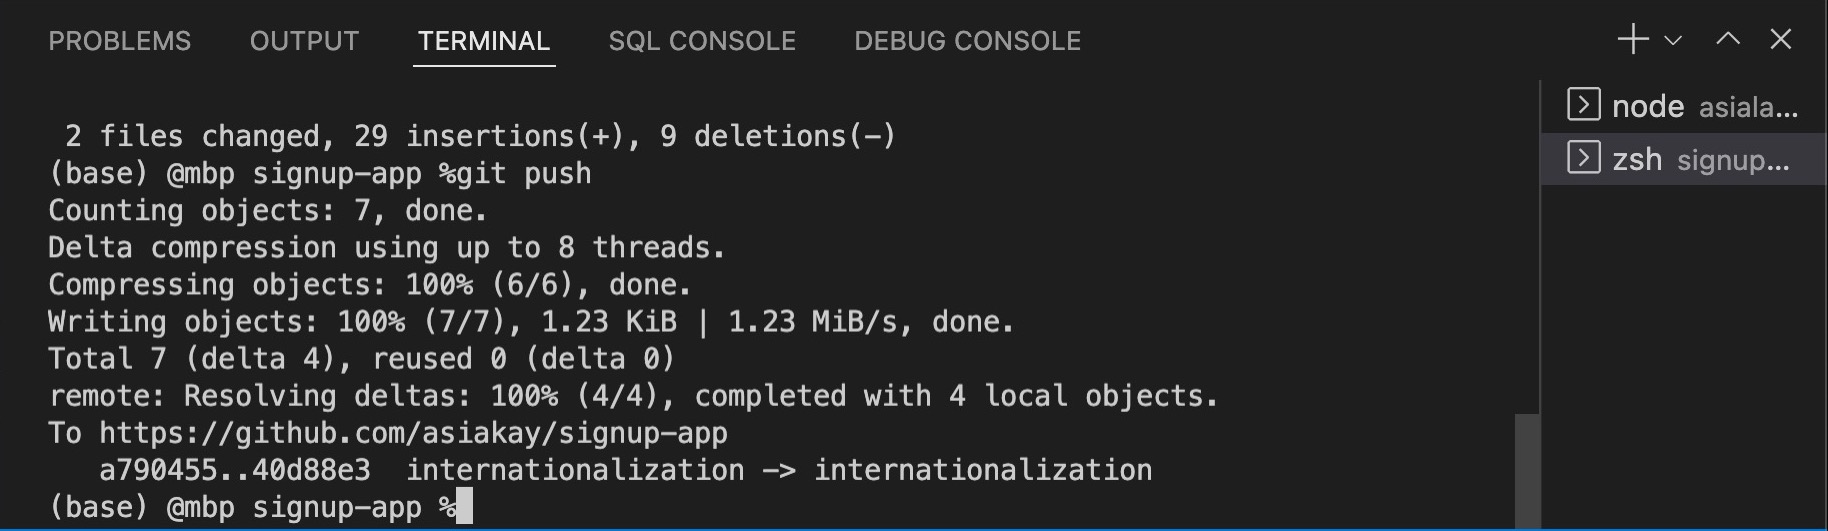 PROBLEMS OUTPUT TERMINAL SQL CONSOLE DEBUG CONSOLE
2 files changed, 29 insertions(+), 9 deletions(-)
(base) @mbp signup-app %git push
Counting objects: 7, done.
Delta compression using up to 8 threads.
Compressing objects: 100% (6/6), done.
Writing objects: 100% (7/7), 1.23 KiB | 1.23 MiB/s, done.
Total 7 (delta 4), reused 0 (delta 0)
remote: Resolving deltas: 100% (4/4), completed with 4 local objects.
To https://github.com/asiakay/signup-app
a790455..40d88e3  internationalization -> internationalization
(base) @mbp signup-app %
node asiala...
zsh signup...